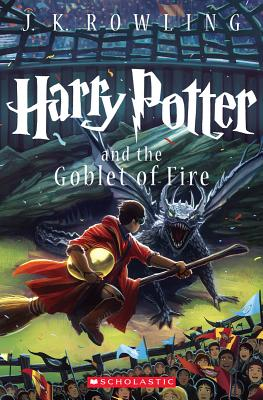 J. K. ROWLING
Harry Potter
and the
Goblet of Fire
SCHOLASTIC